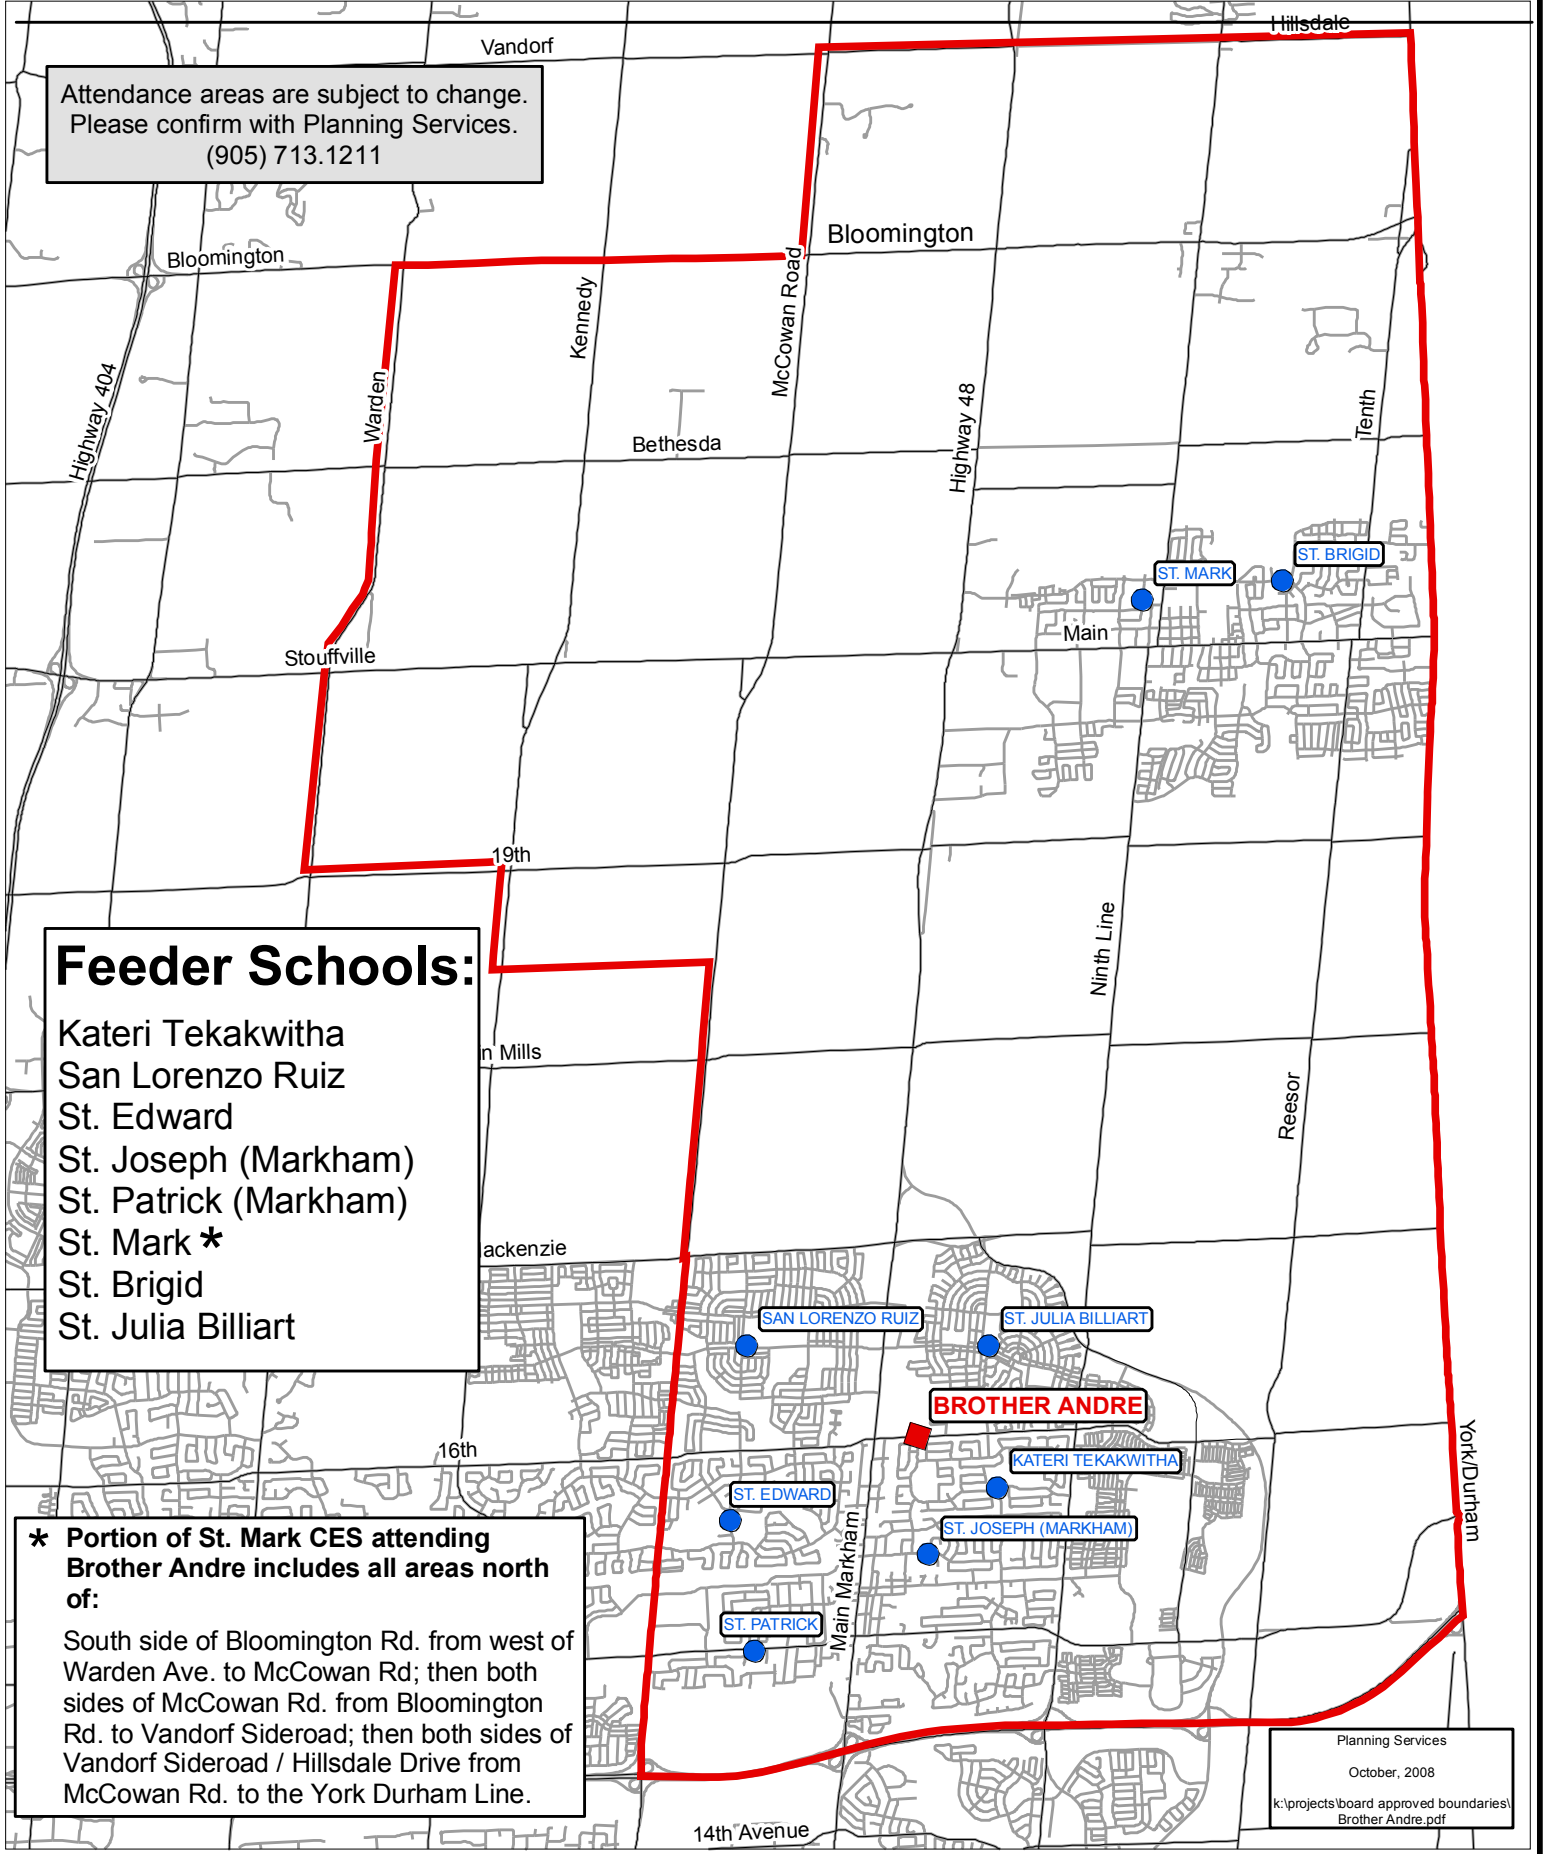 Hillsdale
Vandorf
Attendance areas are subject to change.
Please confirm with Planning Services.
(905) 713.1211
Bloomington
Bloomington
Kennedy
McCowan Road
Highway 404
Warden
Highway 48
Tenth
Bethesda
ST. BRIGID
ST. MARK
Main
Stouffville
19th
Ninth Line
Feeder Schools:
Kateri Tekakwitha
San Lorenzo Ruiz
St. Edward
St. Joseph (Markham)
St. Patrick (Markham)
St. Mark *
St. Brigid
St. Julia Billiart
n Mills
Reesor
ackenzie
SAN LORENZO RUIZ
ST. JULIA BILLIART
BROTHER ANDRE
16th
KATERI TEKAKWITHA
York/Durham
ST. EDWARD
ST. JOSEPH (MARKHAM)
Main Markham
ST. PATRICK
* Portion of St. Mark CES attending
Brother Andre includes all areas north
of:
South side of Bloomington Rd. from west of
Warden Ave. to McCowan Rd; then both
sides of McCowan Rd. from Bloomington
Rd. to Vandorf Sideroad; then both sides of
Vandorf Sideroad / Hillsdale Drive from
McCowan Rd. to the York Durham Line.
14th Avenue
Planning Services
October, 2008
k:\projects\board approved boundaries\
Brother Andre.pdf